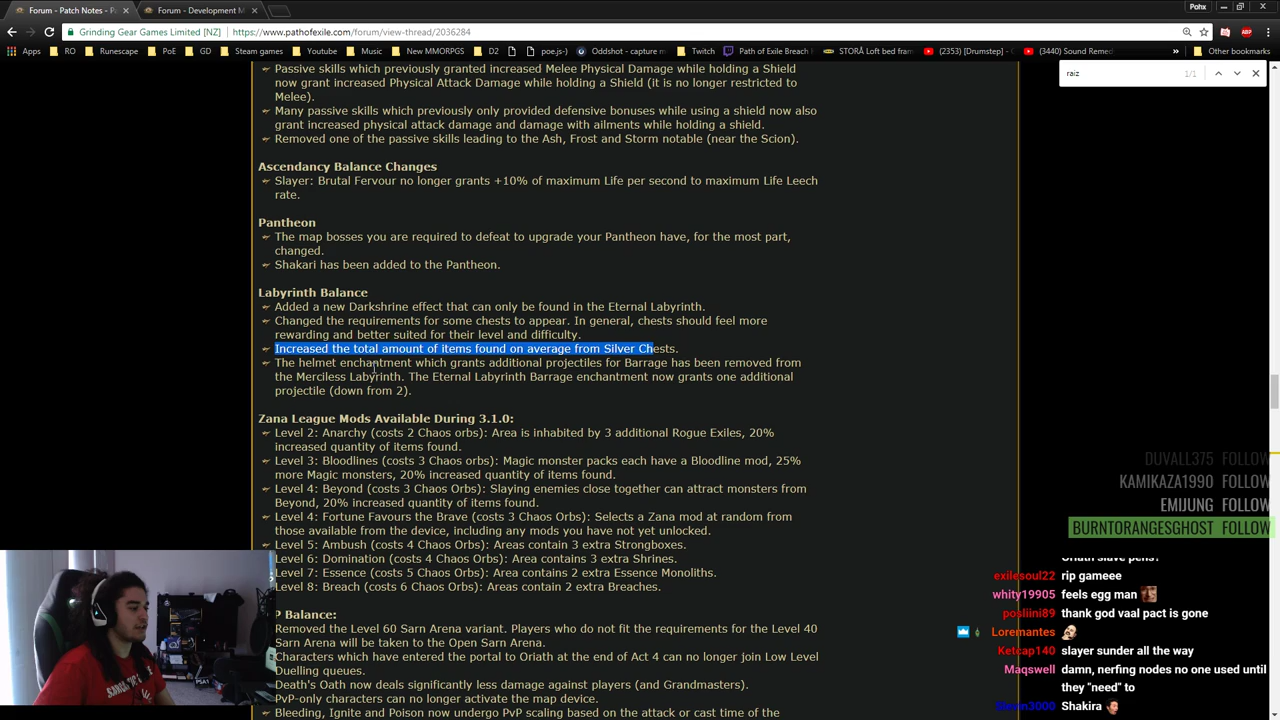 Forum - Patch Notes - P
Forum - Development M
Pohx
Grinding Gear Games Limited [NZ]
https://www.pathofexile.com/forum/view-thread/2036284
Apps RO Runescape PoE GD Steam games Youtube Music New MMORPGS D2 poe.js-) Oddshot - capture Twitch Path of Exile Breach STORÅ Loft bed fram (2353) [Drumstep] - (3440) Sound Remed Other bookmarks
raiz 1/1
Passive skills which previously granted increased Melee Physical Damage while holding a Shield
now grant increased Physical Attack Damage while holding a Shield (it is no longer restricted to
Melee).
Many passive skills which previously only provided defensive bonuses while using a shield now also
grant increased physical attack damage and damage with ailments while holding a shield.
Removed one of the passive skills leading to the Ash, Frost and Storm notable (near the Scion).
Ascendancy Balance Changes
Slayer: Brutal Fervour no longer grants +10% of maximum Life per second to maximum Life Leech
rate.
Pantheon
The map bosses you are required to defeat to upgrade your Pantheon have, for the most part,
changed.
Shakari has been added to the Pantheon.
Labyrinth Balance
Added a new Darkshrine effect that can only be found in the Eternal Labyrinth.
Changed the requirements for some chests to appear. In general, chests should feel more
rewarding and better suited for their level and difficulty.
Increased the total amount of items found on average from Silver Chests.
The helmet enchantment which grants additional projectiles for Barrage has been removed from
the Merciless Labyrinth. The Eternal Labyrinth Barrage enchantment now grants one additional
projectile (down from 2).
Zana League Mods Available During 3.1.0:
Level 2: Anarchy (costs 2 Chaos orbs): Area is inhabited by 3 additional Rogue Exiles, 20%
increased quantity of items found.
Level 3: Bloodlines (costs 3 Chaos orbs): Magic monster packs each have a Bloodline mod, 25%
more Magic monsters, 20% increased quantity of items found.
Level 4: Beyond (costs 3 Chaos Orbs): Slaying enemies close together can attract monsters from
Beyond, 20% increased quantity of items found.
Level 4: Fortune Favours the Brave (costs 3 Chaos Orbs): Selects a Zana mod at random from
those available from the device, including any mods you have not yet unlocked.
Level 5: Ambush (costs 4 Chaos Orbs): Areas contain 3 extra Strongboxes.
Level 6: Domination (costs 4 Chaos Orbs): Area contains 3 extra Shrines.
Level 7: Essence (costs 5 Chaos Orbs): Area contains 2 extra Essence Monoliths.
Level 8: Breach (costs 6 Chaos Orbs): Areas contain 2 extra Breaches.
P Balance:
Removed the Level 60 Sarn Arena variant. Players who do not fit the requirements for the Level 40
Sarn Arena will be taken to the Open Sarn Arena.
Characters which have entered the portal to Oriath at the end of Act 4 can no longer join Low Level
Duelling queues.
Death's Oath now deals significantly less damage against players (and Grandmasters).
PvP-only characters can no longer activate the map device.
Bleeding, Ignite and Poison now undergo PvP scaling based on the attack or cast time of the
DUVALL375 FOLLOW
KAMIKAZA1990 FOLLOW
EMIJUNG FOLLOW
BURNTORANGESGHOST FOLLOW
Oriath slave pens?
exilesoul22 rip gameee
whity19905 feels egg man
posliini89 thank god vaal pact is gone
Loremantes
Ketcap140 slayer sunder all the way
Maqswell damn, nerfing nodes no one used until
they "need" to
Shakira